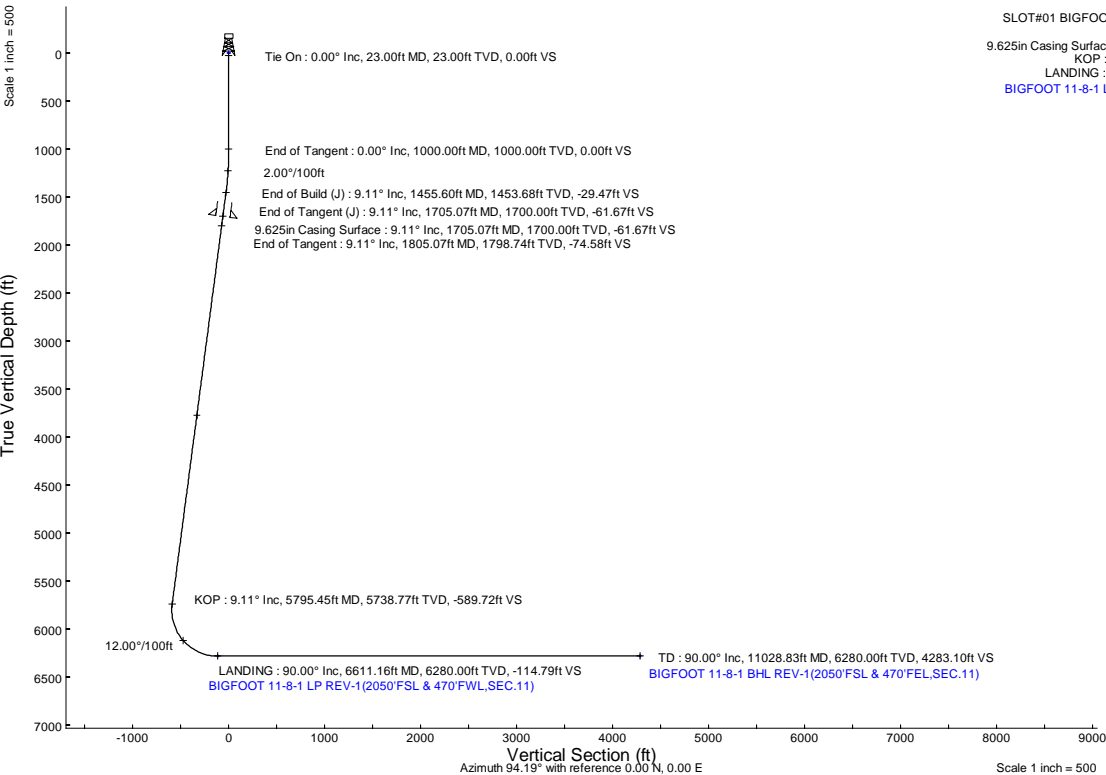 Scale 1 inch = 500
SLOT#01 BIGFOO
9.625in Casing Surfac
KOP :
LANDING :
BIGFOOT 11-8-1 L
True Vertical Depth (ft)
0
500
1000
1500
2000
2500
3000
3500
4000
4500
5000
5500
6000
6500
7000
Tie On : 0.00° Inc, 23.00ft MD, 23.00ft TVD, 0.00ft VS
End of Tangent : 0.00° Inc, 1000.00ft MD, 1000.00ft TVD, 0.00ft VS
2.00°/100ft
End of Build (J) : 9.11° Inc, 1455.60ft MD, 1453.68ft TVD, -29.47ft VS
End of Tangent (J) : 9.11° Inc, 1705.07ft MD, 1700.00ft TVD, -61.67ft VS
9.625in Casing Surface : 9.11° Inc, 1705.07ft MD, 1700.00ft TVD, -61.67ft VS
End of Tangent : 9.11° Inc, 1805.07ft MD, 1798.74ft TVD, -74.58ft VS
KOP : 9.11° Inc, 5795.45ft MD, 5738.77ft TVD, -589.72ft VS
12.00°/100ft
LANDING : 90.00° Inc, 6611.16ft MD, 6280.00ft TVD, -114.79ft VS
BIGFOOT 11-8-1 LP REV-1(2050'FSL & 470'FWL,SEC.11)
TD : 90.00° Inc, 11028.83ft MD, 6280.00ft TVD, 4283.10ft VS
BIGFOOT 11-8-1 BHL REV-1(2050'FSL & 470'FEL,SEC.11)
-1000 0 1000 2000 3000 4000 5000 6000 7000 8000 9000
Vertical Section (ft)
Azimuth 94.19° with reference 0.00 N, 0.00 E
Scale 1 inch = 500